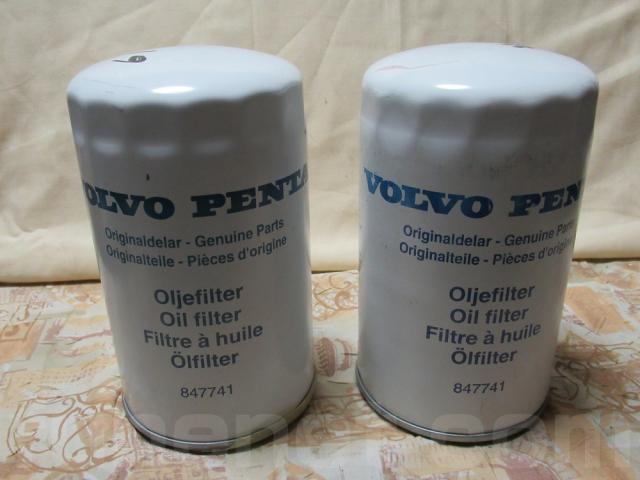 VOLVO PENTA
Originaldelar - Genuine Parts
Originalteile - Pièces d'origine
Oljefilter
Oil filter
Filtre à huile
Ölfilter
847741
VOLVO PEN
Originaldelar - Genuine Parts
Originalteile - Pièces d'origine
Oljefilter
Oil filter
Filtre à huile
Ölfilter
847741